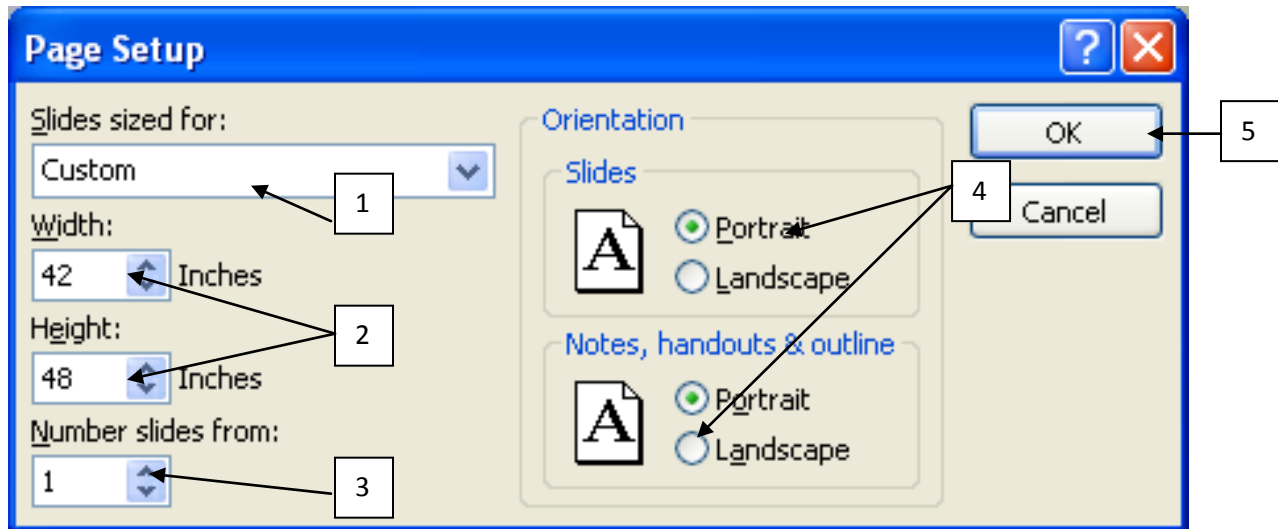 Page Setup
?
Slides sized for:
Custom
1
Width:
42 Inches
2
Height:
48 Inches
Number slides from:
1
3
Orientation
Slides
A
Portrait
Landscape
4
Notes, handouts & outline
A
Portrait
Landscape
OK
5
Cancel